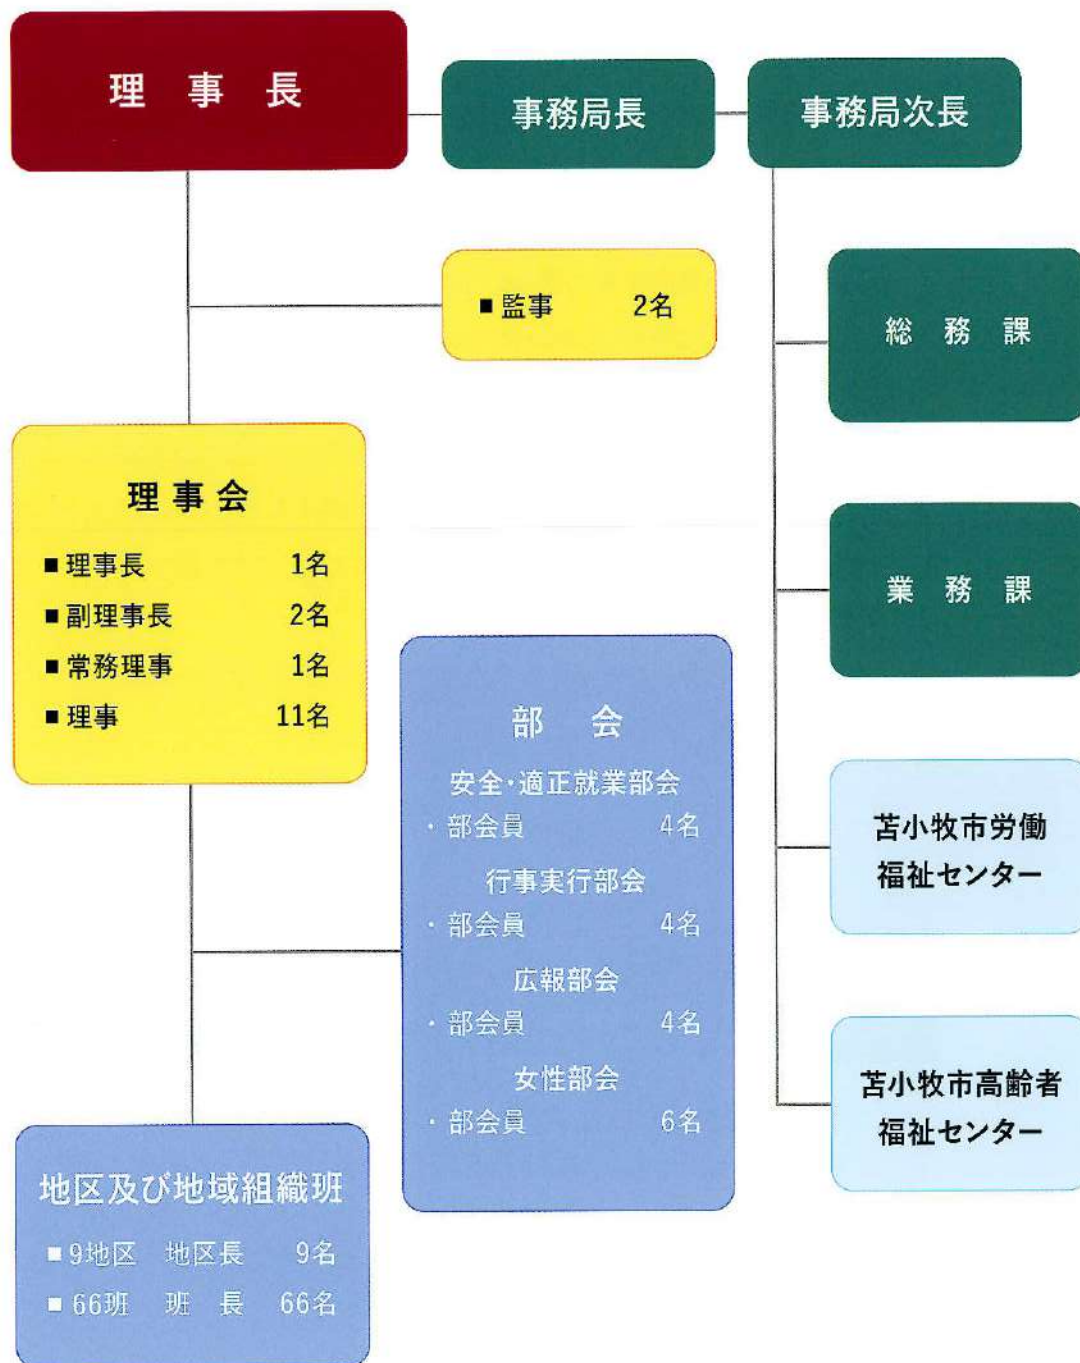 理事長
事務局長
事務局次長
■監事 2名
総務課
理事会
■理事長 1名
■副理事長 2名
■常務理事 1名
■理事 11名
業務課
部会
安全・適正就業部会
・部会員 4名
行事実行部会
・部会員 4名
広報部会
・部会員 4名
女性部会
・部会員 6名
苫小牧市労働
福祉センター
苫小牧市高齢者
福祉センター
地区及び地域組織班
■9地区 地区長 9名
■66班 班長 66名